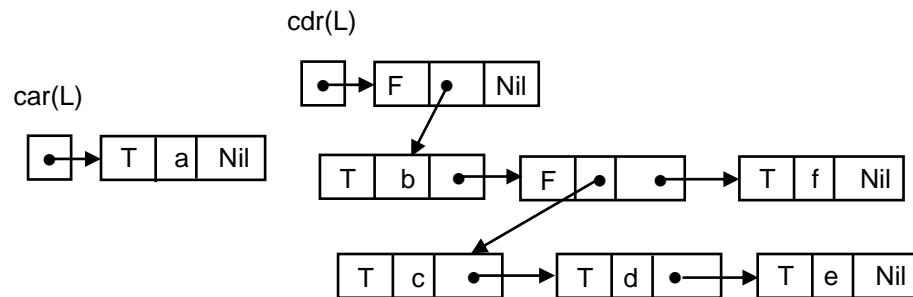 cdr(L)
F Nil
car(L)
T a Nil
T b F T f Nil
T c T d T e Nil